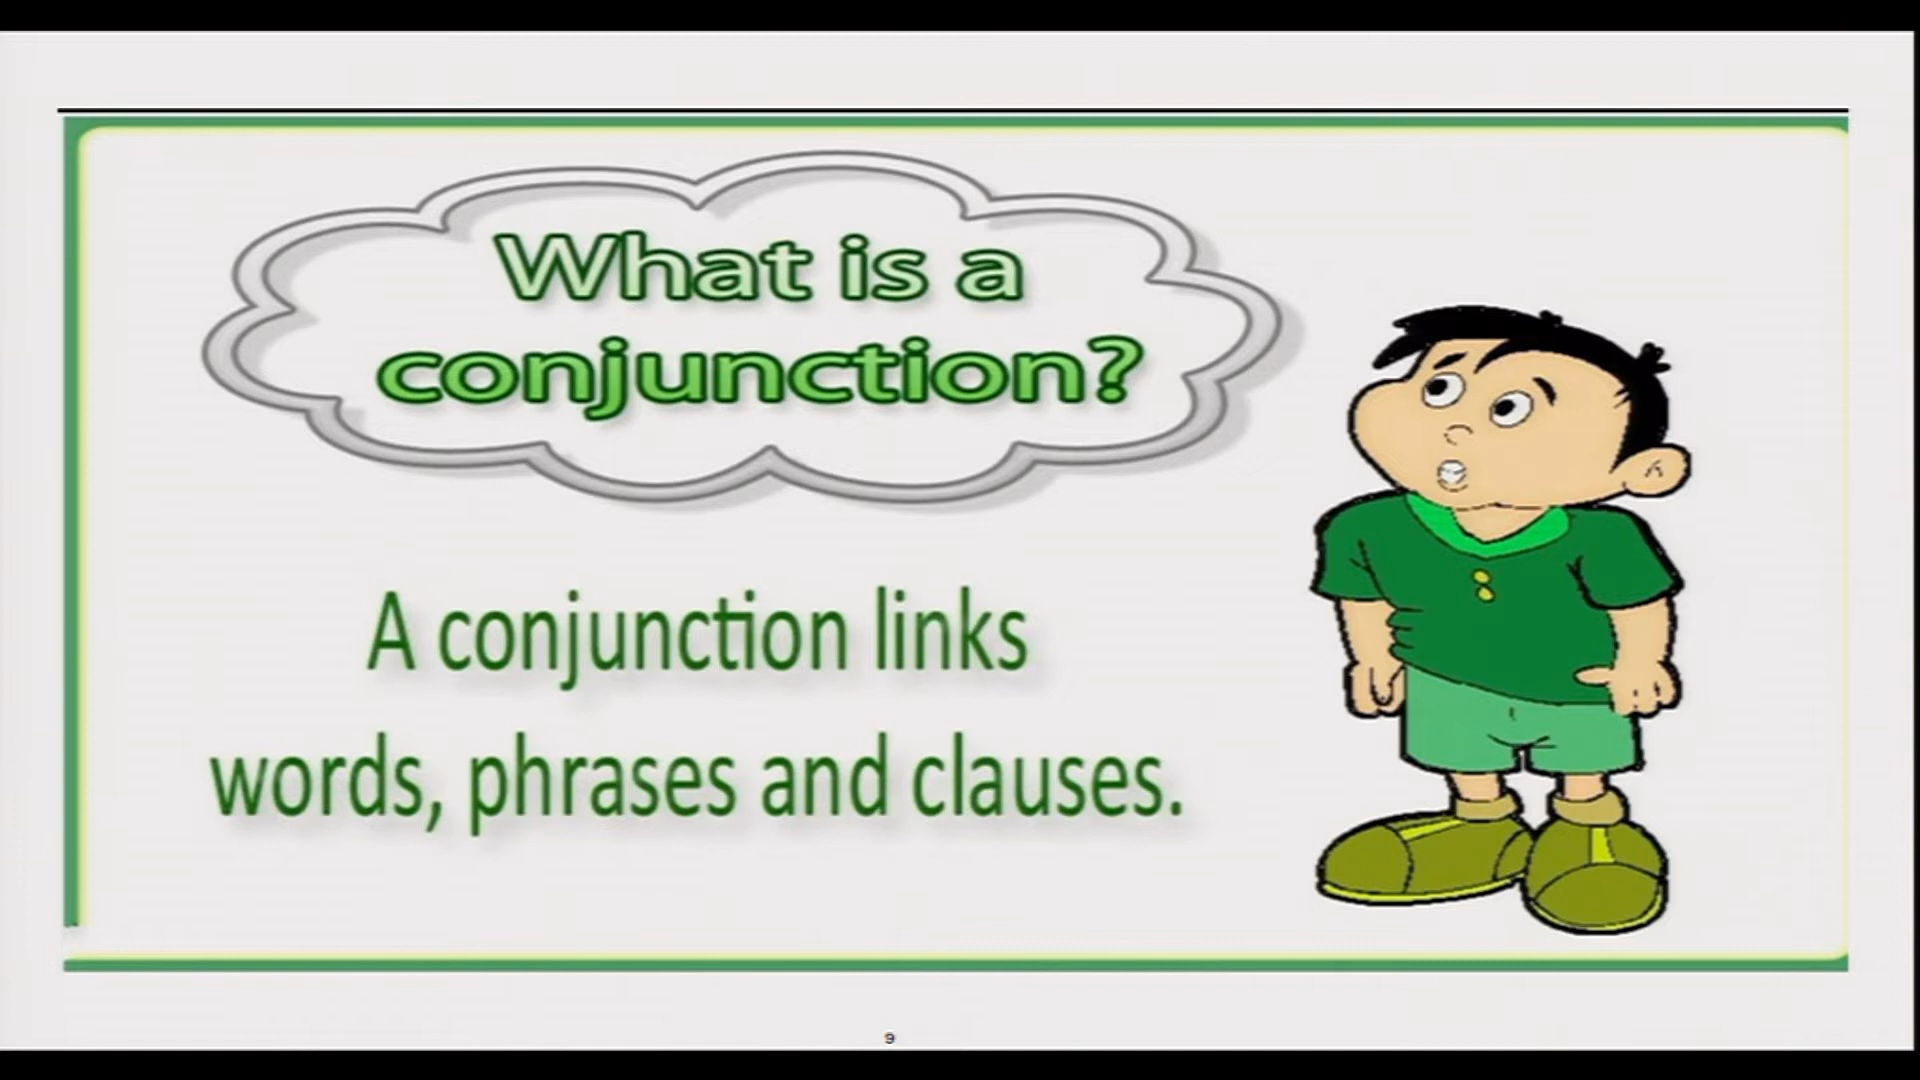 What is a
conjunction?
A conjunction links
words, phrases and clauses.
9